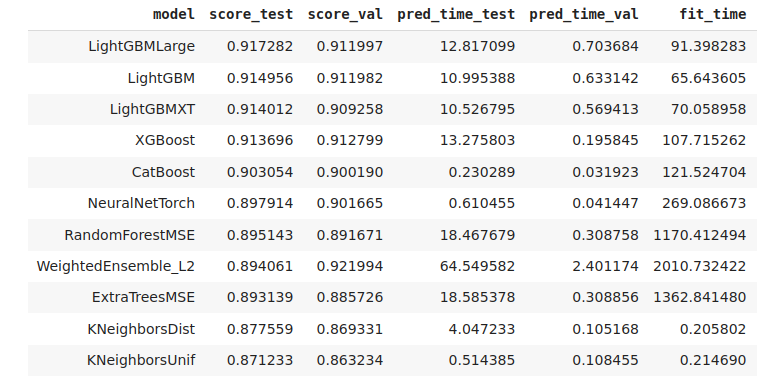 model score_test score_val pred_time_test pred_time_val fit_time
LightGBMLarge 0.917282 0.911997 12.817099 0.703684 91.398283
LightGBM 0.914956 0.911982 10.995388 0.633142 65.643605
LightGBMXT 0.914012 0.909258 10.526795 0.569413 70.058958
XGBoost 0.913696 0.912799 13.275803 0.195845 107.715262
CatBoost 0.903054 0.900190 0.230289 0.031923 121.524704
NeuralNetTorch 0.897914 0.901665 0.610455 0.041447 269.086673
RandomForestMSE 0.895143 0.891671 18.467679 0.308758 1170.412494
WeightedEnsemble_L2 0.894061 0.921994 64.549582 2.401174 2010.732422
ExtraTreesMSE 0.893139 0.885726 18.585378 0.308856 1362.841480
KNeighborsDist 0.877559 0.869331 4.047233 0.105168 0.205802
KNeighborsUnif 0.871233 0.863234 0.514385 0.108455 0.214690